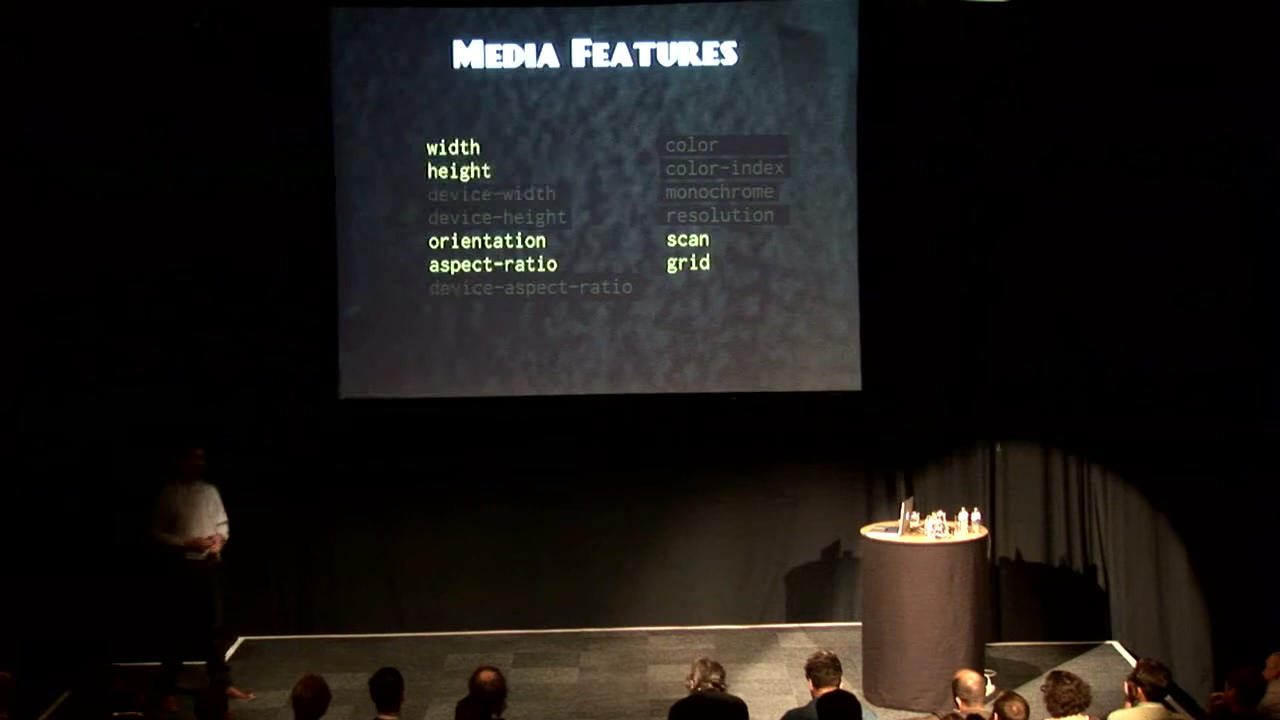 MEDIA FEATURES
width
height
device-width
device-height
orientation
aspect-ratio
device-aspect-ratio
color
color-index
monochrome
resolution
scan
grid